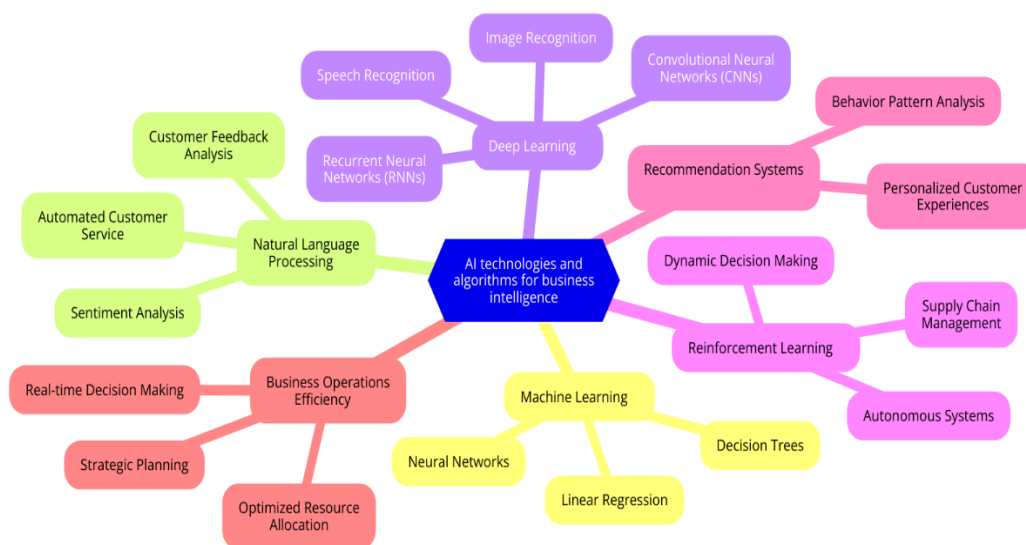 AI technologies and
algorithms for business
intelligence
Deep Learning
Speech Recognition
Image Recognition
Convolutional Neural
Networks (CNNs)
Recurrent Neural
Networks (RNNs)
Recommendation Systems
Behavior Pattern Analysis
Personalized Customer
Experiences
Reinforcement Learning
Dynamic Decision Making
Supply Chain
Management
Autonomous Systems
Machine Learning
Decision Trees
Linear Regression
Neural Networks
Business Operations
Efficiency
Real-time Decision Making
Strategic Planning
Optimized Resource
Allocation
Natural Language
Processing
Customer Feedback
Analysis
Automated Customer
Service
Sentiment Analysis